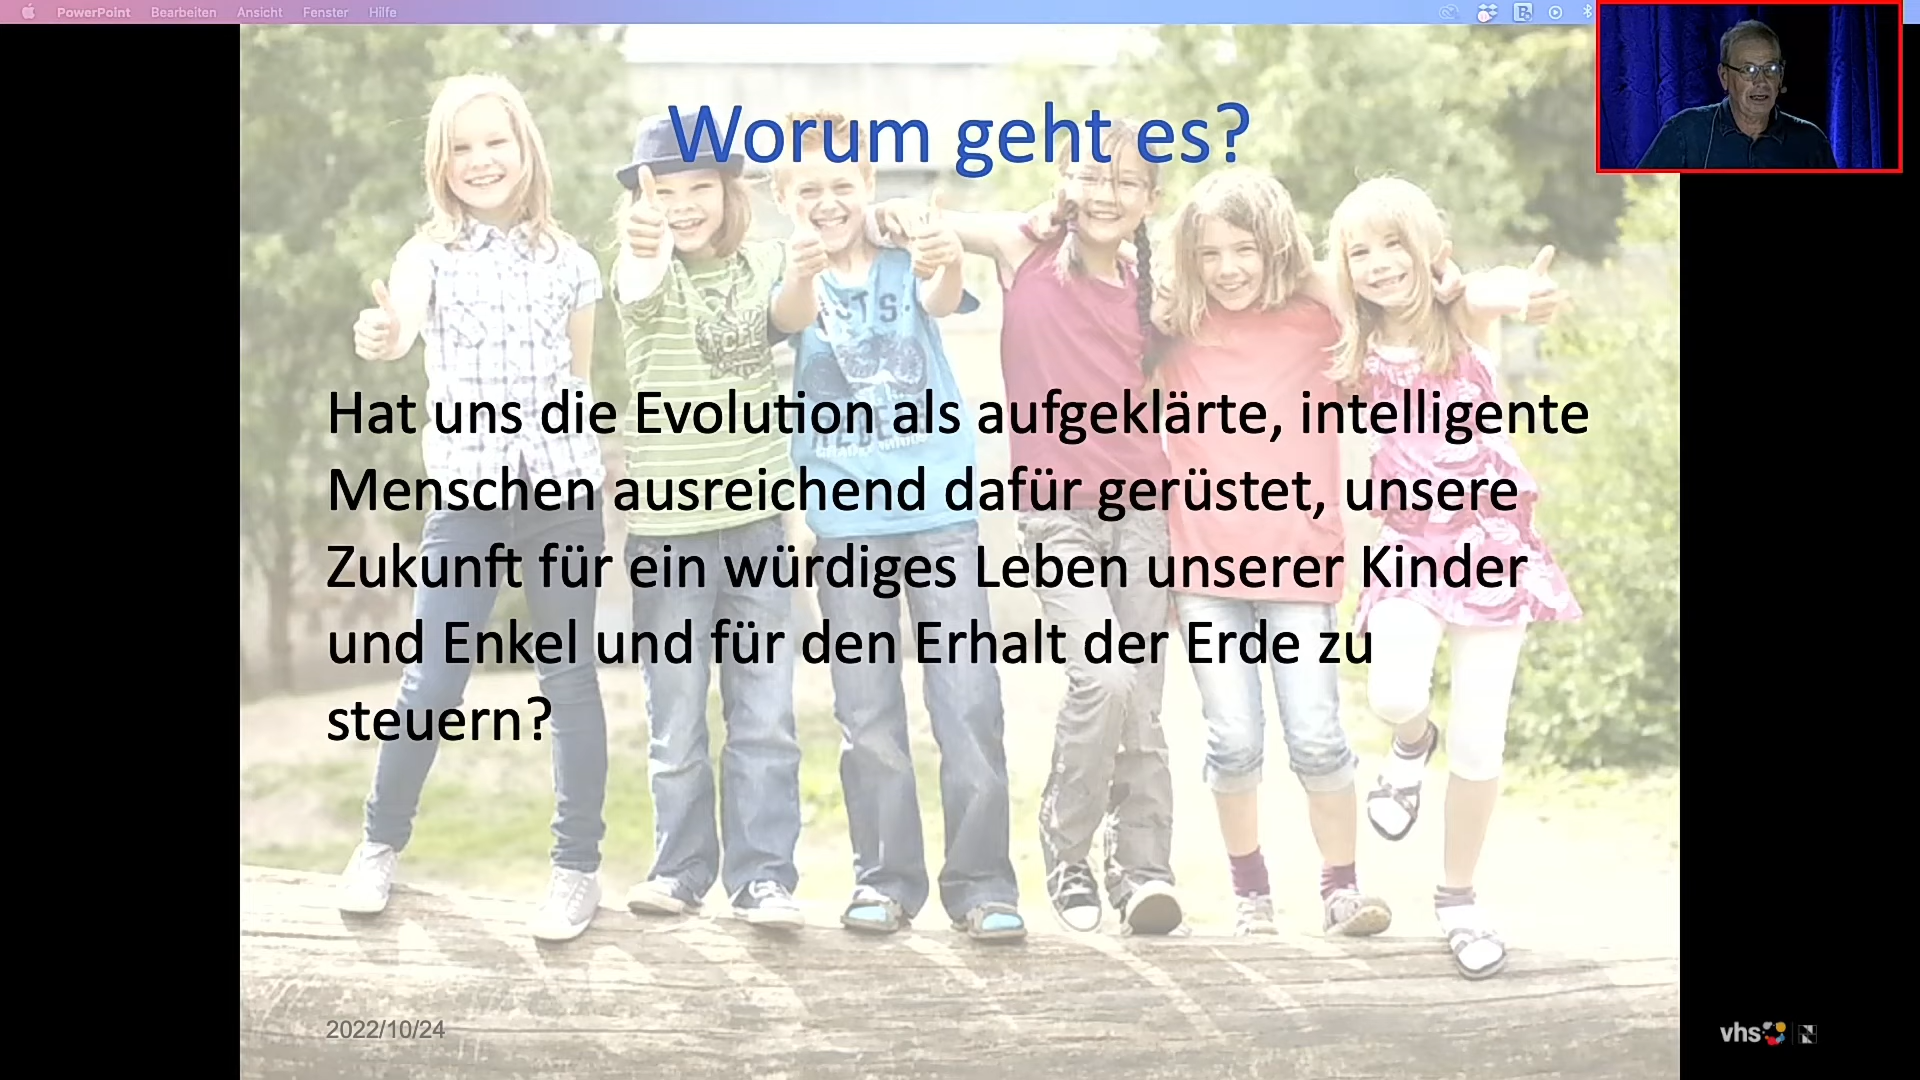 PowerPoint Bearbeiten Ansicht Fenster Hilfe
Worum geht es?
Hat uns die Evolution als aufgeklärte, intelligente
Menschen ausreichend dafür gerüstet, unsere
Zukunft für ein würdiges Leben unserer Kinder
und Enkel und für den Erhalt der Erde zu
steuern?
2022/10/24
vhs